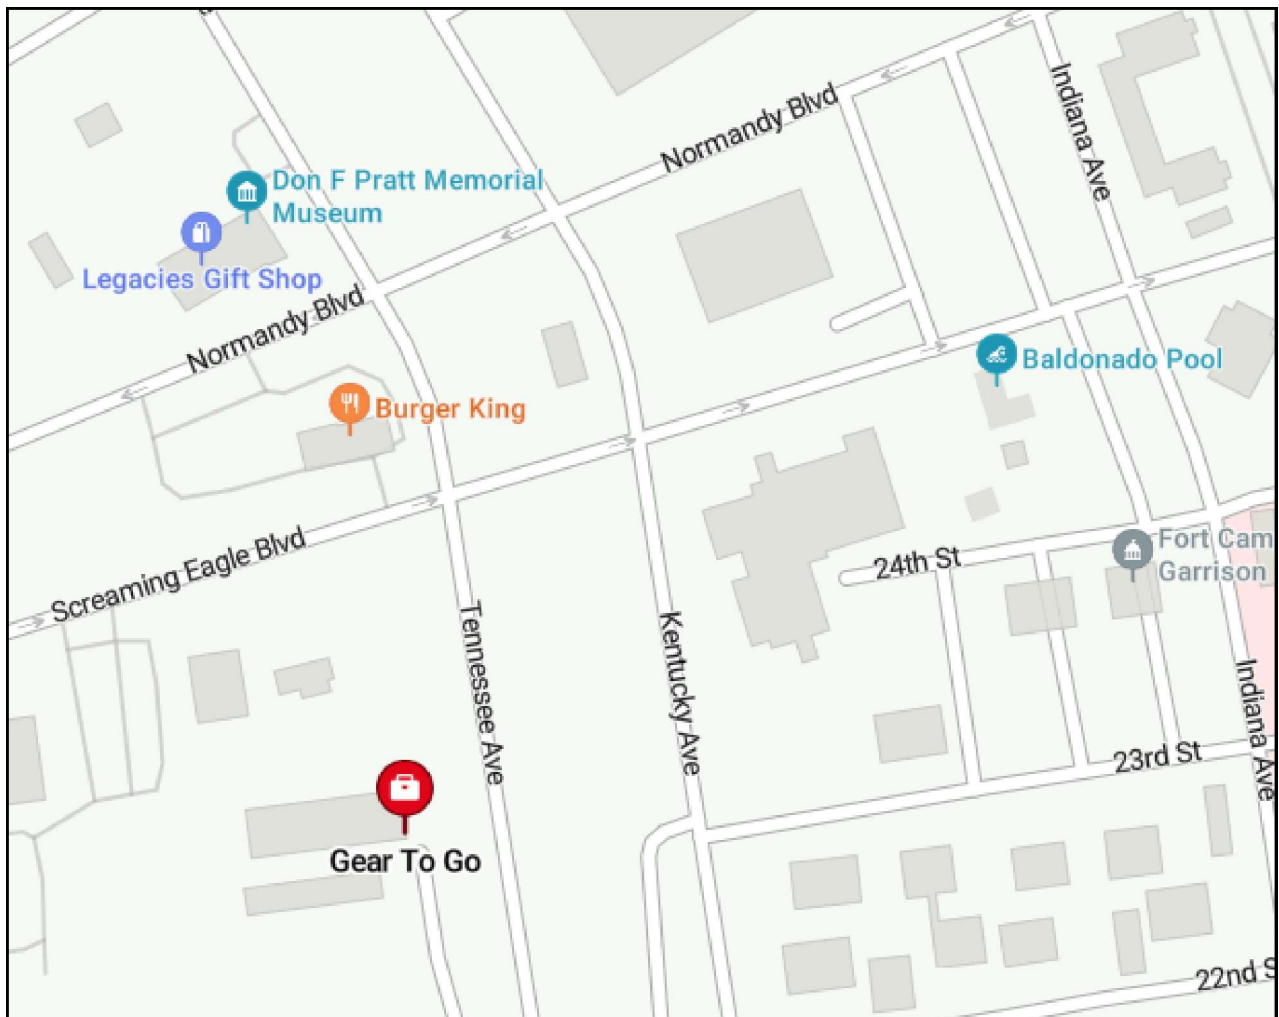 Indiana Ave
Normandy Blvd
Don F Pratt Memorial
Museum
Legacies Gift Shop
Normandy Blvd
Baldonado Pool
Burger King
Screaming Eagle Blvd
24th St
Fort Cam
Garrison
Tennessee Ave
Kentucky Ave
Indiana Ave
23rd St
Gear To Go
22nd S